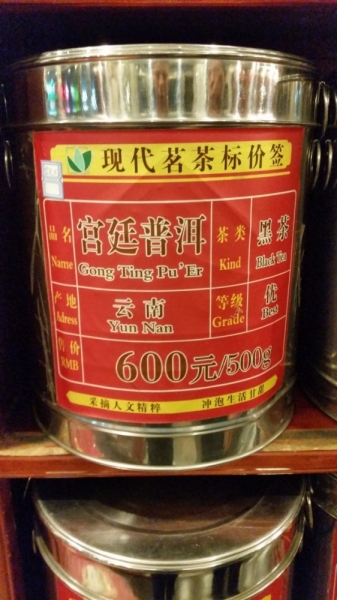 现代茗茶标价签
品名 宫廷普洱 茶类 黑茶
Name Gong Ting Pu'Er Kind Black Tea
产地 云南 等级 优
Adress Yun Nan Grade Best
售价 600元/500g
RMB
采摘人文精粹 冲泡生活甘甜